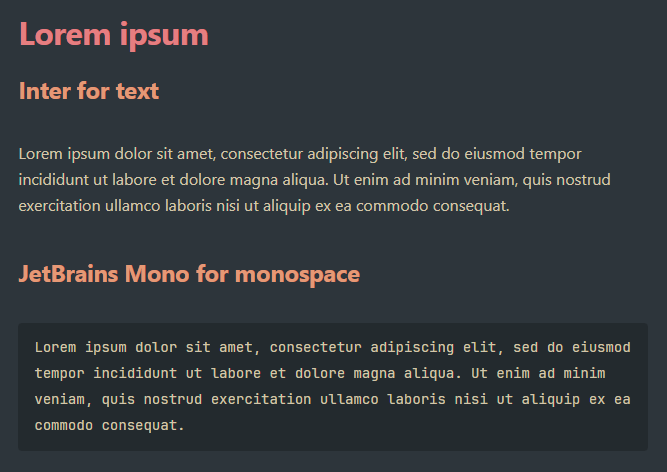 Lorem ipsum
Inter for text
Lorem ipsum dolor sit amet, consectetur adipiscing elit, sed do eiusmod tempor
incididunt ut labore et dolore magna aliqua. Ut enim ad minim veniam, quis nostrud
exercitation ullamco laboris nisi ut aliquip ex ea commodo consequat.
JetBrains Mono for monospace
Lorem ipsum dolor sit amet, consectetur adipiscing elit, sed do eiusmod
tempor incididunt ut labore et dolore magna aliqua. Ut enim ad minim
veniam, quis nostrud exercitation ullamco laboris nisi ut aliquip ex ea
commodo consequat.